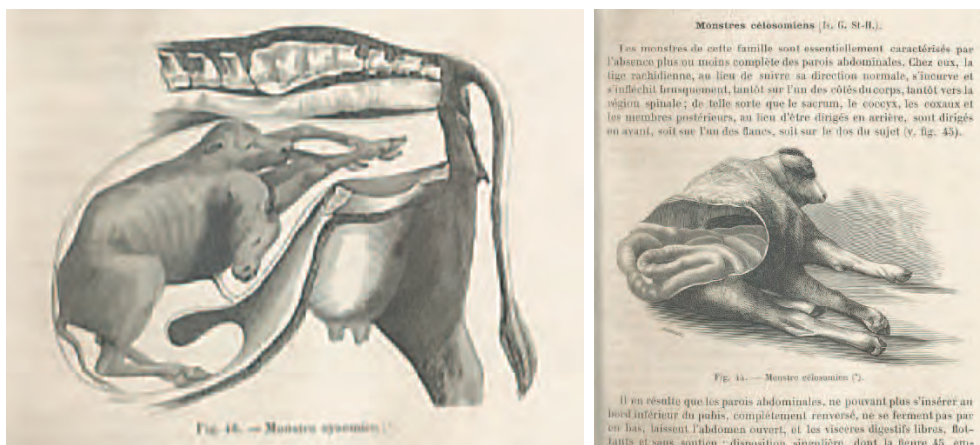 Fig. 46. — Monstre
Monstres célosomiens (Is. G. St-H.).
Les monstres de cette famille sont essentiellement caractérisés par
l'absence plus ou moins complète des parois abdominales. Chez eux, la
tige rachidienne, au lieu de suivre sa direction normale, s'incurve et
s'infléchit brusquement, tantôt sur l'un des côtés du corps, tantôt vers la
région spinale; de telle sorte que le sacrum, le coccyx, les coxaux et
les membres postérieurs, au lieu d'être dirigés en arrière, sont dirigés
en avant, soit sur l'un des flancs, soit sur le dos du sujet (v. fig. 45).
Fig. 45. — Monstre célosomien (*).
Il en résulte que les parois abdominales, ne pouvant plus s'insérer au
bord inférieur du pubis, complètement renversé, ne se ferment pas par
en bas, laissent l'abdomen ouvert, et les viscères digestifs libres, flot-
tants et sans soutien; disposition singulière, dont la figure 45,